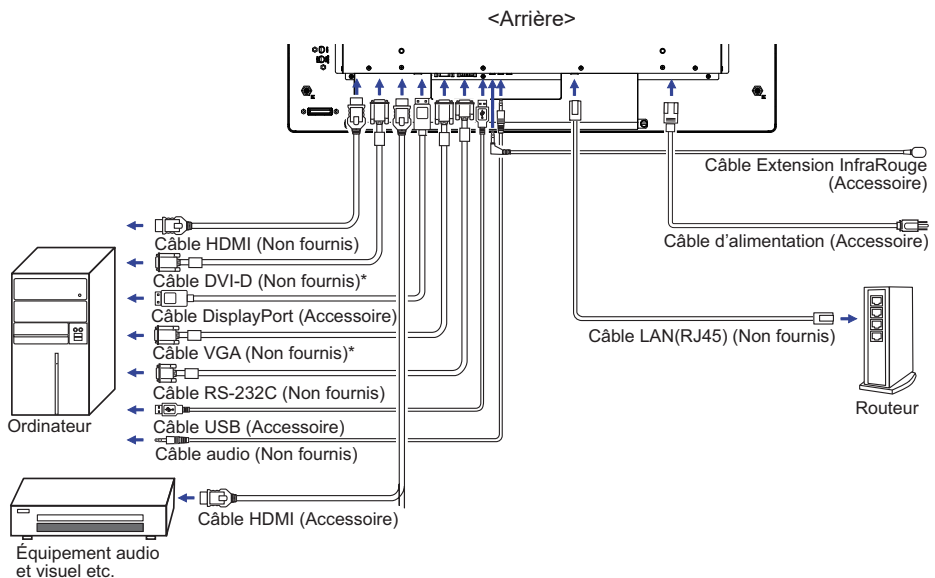 <Arrière>
Câble Extension InfraRouge
(Accessoire)
Câble HDMI (Non fournis)
Câble d'alimentation (Accessoire)
Câble DVI-D (Non fournis)*
Câble DisplayPort (Accessoire)
Câble LAN(RJ45) (Non fournis)
Câble VGA (Non fournis)*
Câble RS-232C (Non fournis)
Routeur
Ordinateur
Câble USB (Accessoire)
Câble audio (Non fournis)
Câble HDMI (Accessoire)
Équipement audio
et visuel etc.